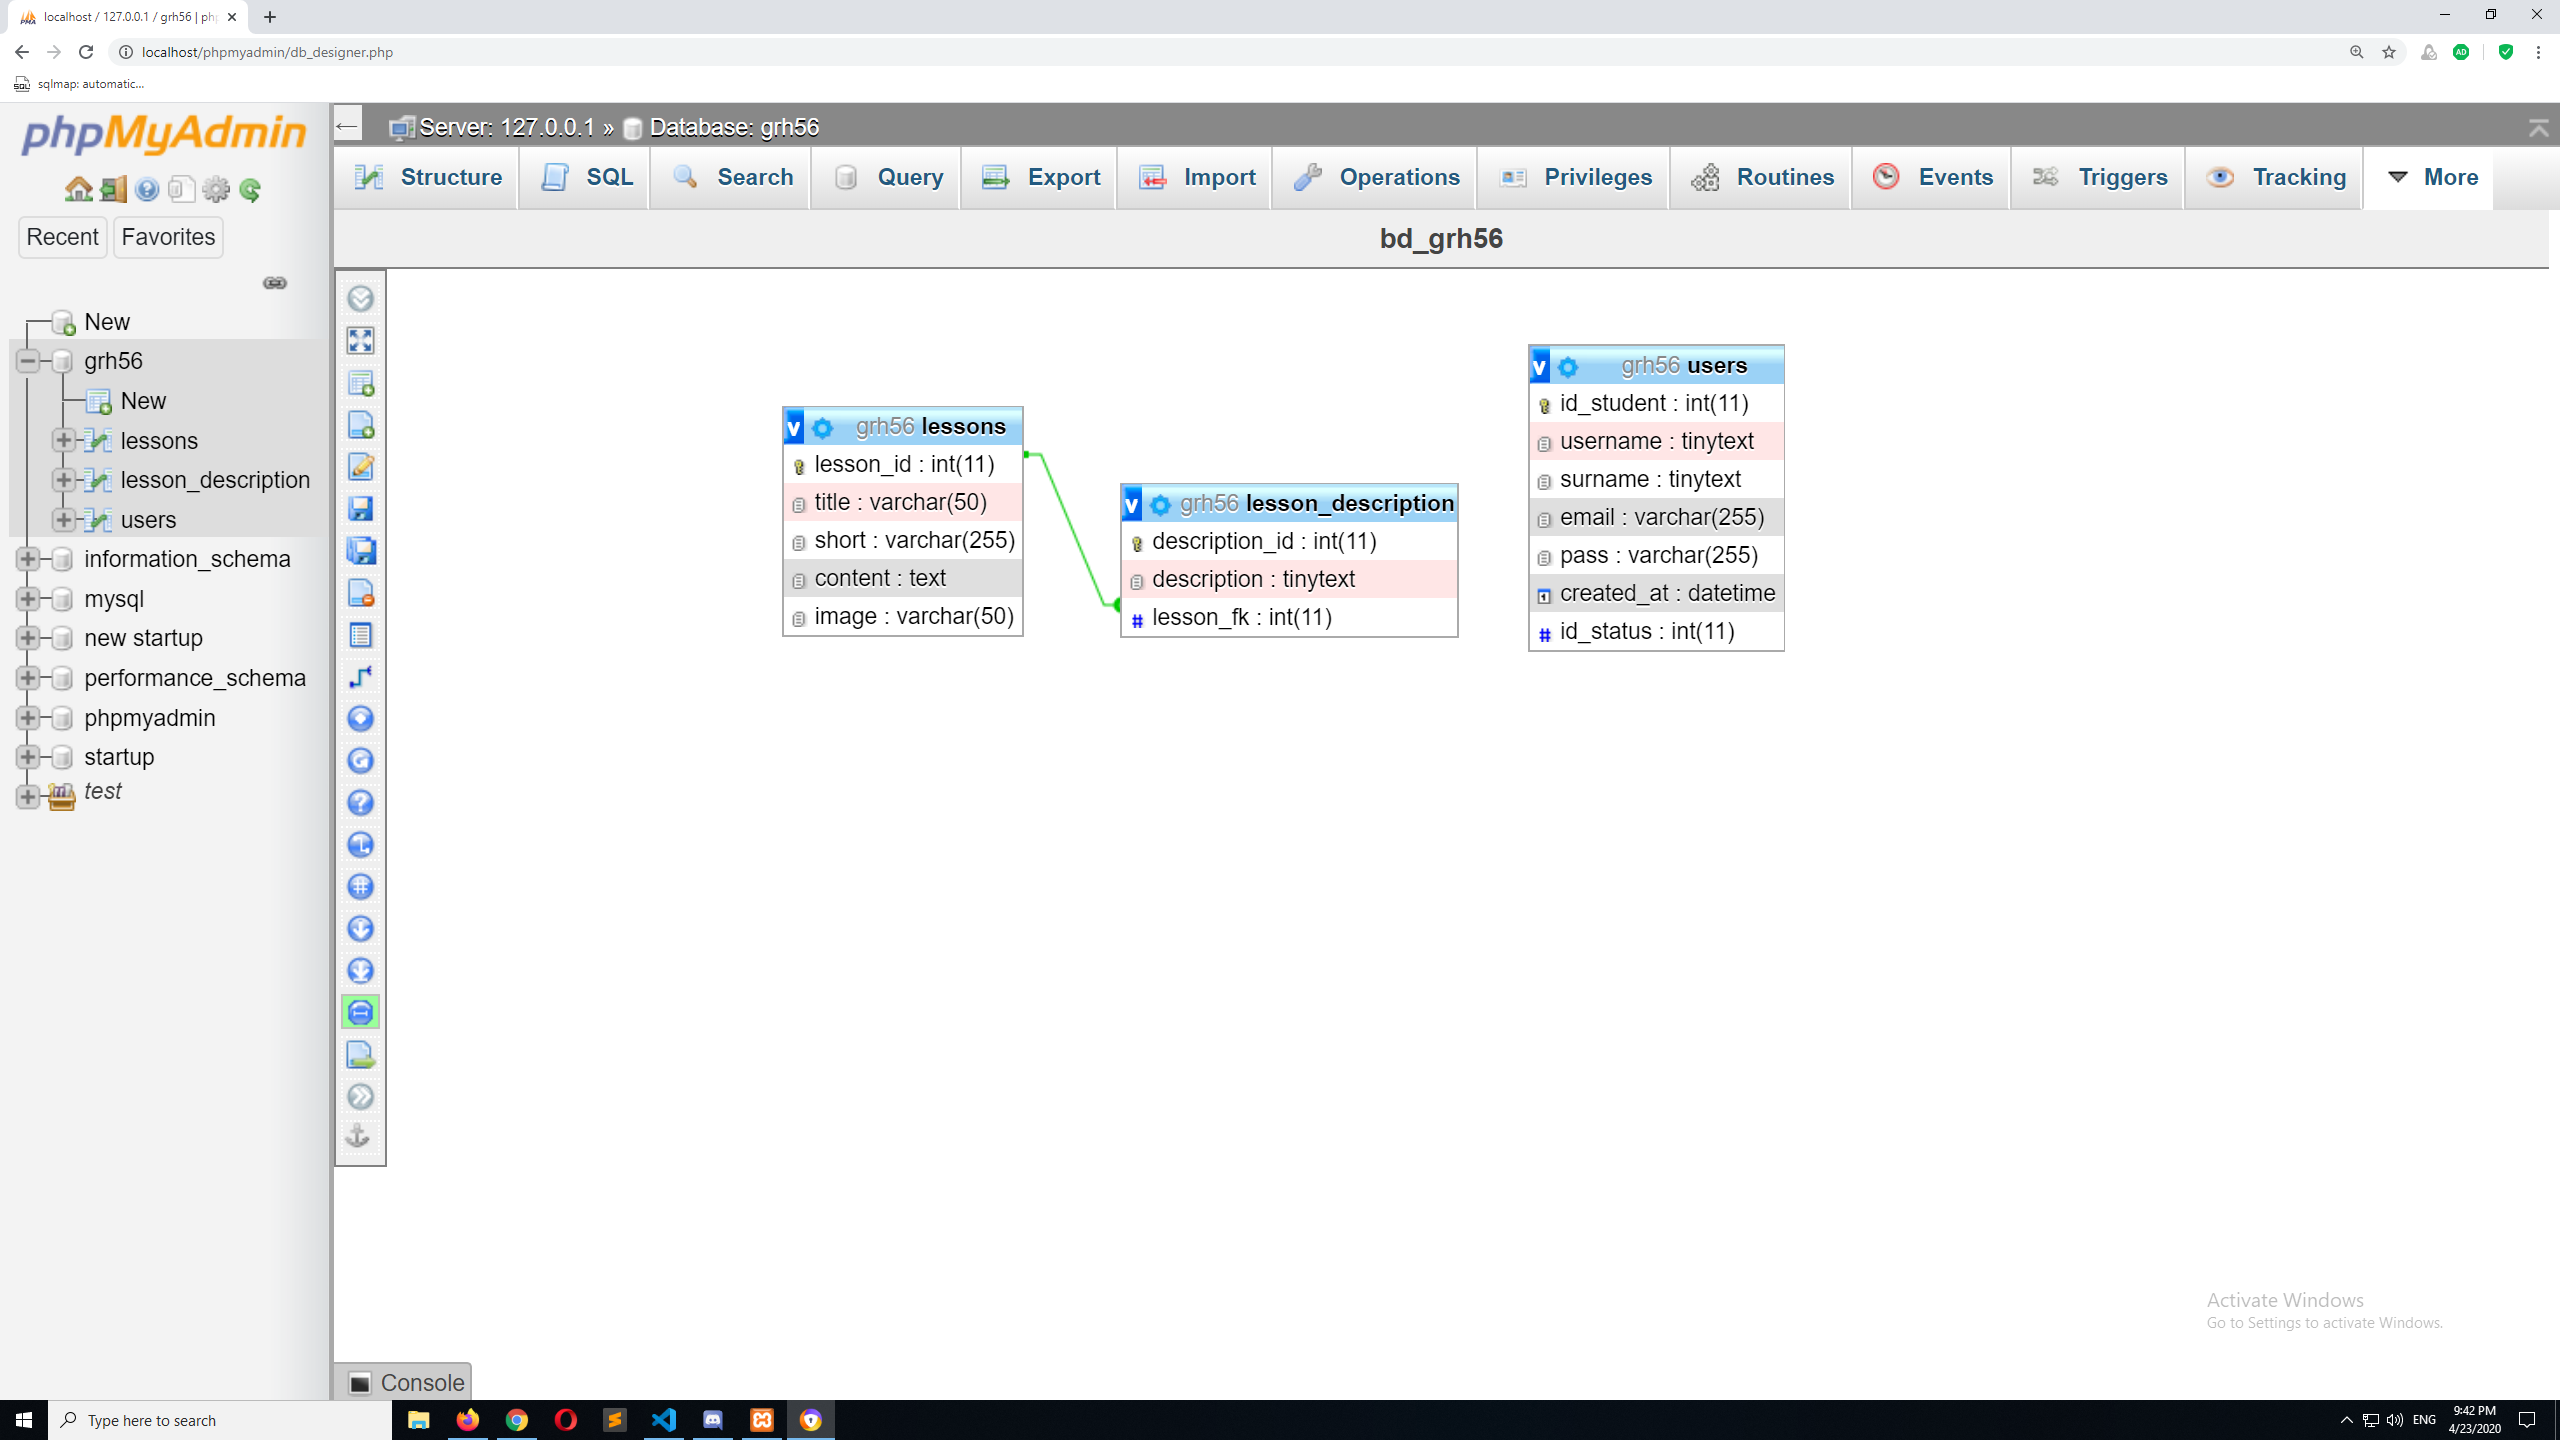 localhost / 127.0.0.1 / grh56 | php
localhost/phpmyadmin/db_designer.php
sqlmap: automatic...
phpMyAdmin
Recent
Favorites
New
grh56
New
lessons
lesson_description
users
information_schema
mysql
new startup
performance_schema
phpmyadmin
startup
test
Server: 127.0.0.1 » Database: grh56
Structure
SQL
Search
Query
Export
Import
Operations
Privileges
Routines
Events
Triggers
Tracking
More
bd_grh56
v grh56 lessons
lesson_id : int(11)
title : varchar(50)
short : varchar(255)
content : text
image : varchar(50)
v grh56 lesson_description
description_id : int(11)
description : tinytext
# lesson_fk : int(11)
v grh56 users
id_student : int(11)
username : tinytext
surname : tinytext
email : varchar(255)
pass : varchar(255)
created_at : datetime
# id_status : int(11)
Activate Windows
Go to Settings to activate Windows.
Console
Type here to search
ENG
9:42 PM
4/23/2020